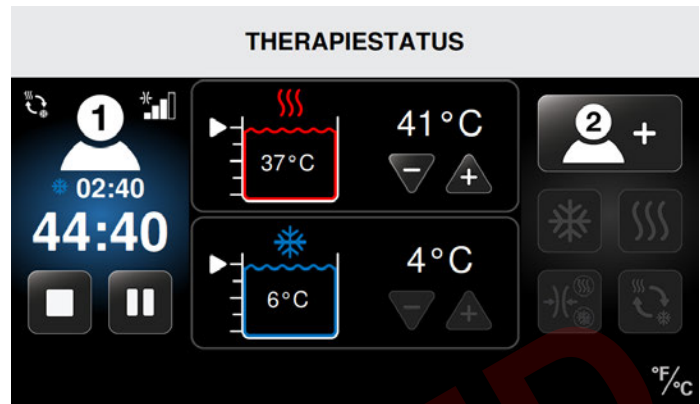 THERAPIESTATUS
1
02:40
44:40
37°C
41°C
− +
6°C
4°C
− +
2 +
°F/°C